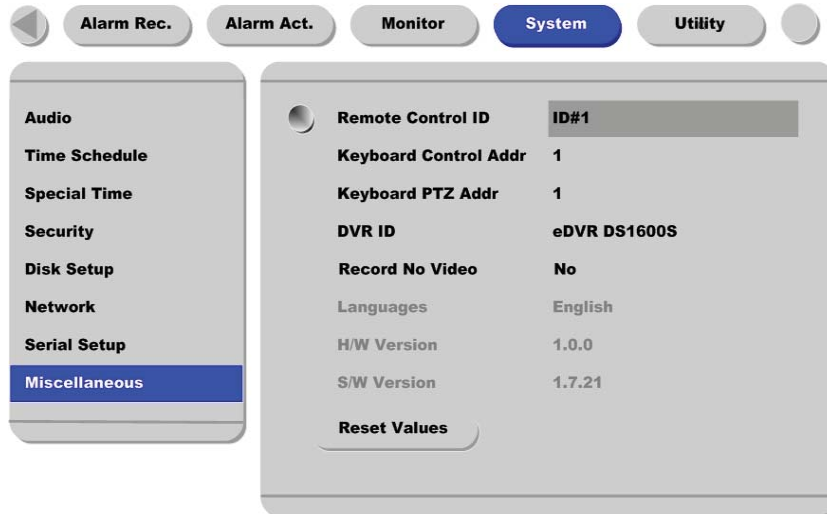 Alarm Rec. Alarm Act. Monitor System Utility
Audio
Time Schedule
Special Time
Security
Disk Setup
Network
Serial Setup
Miscellaneous
Remote Control ID ID#1
Keyboard Control Addr 1
Keyboard PTZ Addr 1
DVR ID eDVR DS1600S
Record No Video No
Languages English
H/W Version 1.0.0
S/W Version 1.7.21
Reset Values